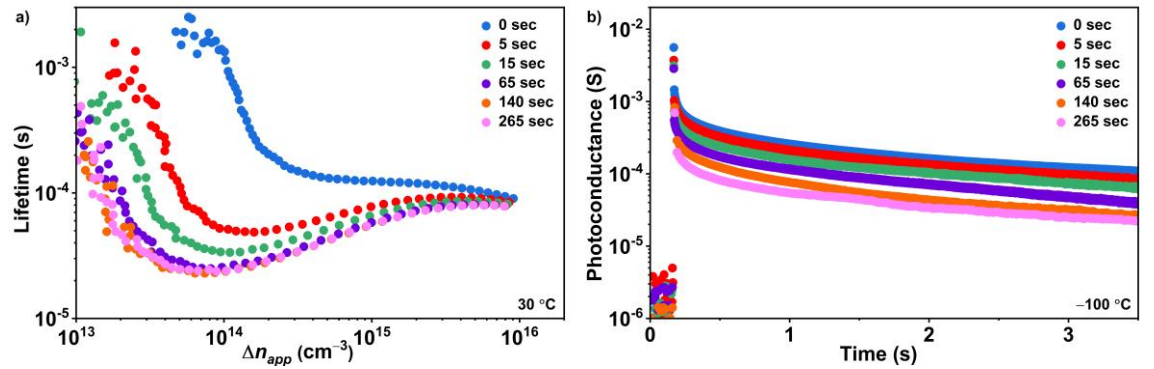 a)
0 sec
5 sec
15 sec
65 sec
140 sec
265 sec
10⁻³
10⁻⁴
10⁻⁵
Lifetime (s)
30 °C
10¹³
10¹⁴
10¹⁵
10¹⁶
Δn_app (cm⁻³)
b)
0 sec
5 sec
15 sec
65 sec
140 sec
265 sec
10⁻²
10⁻³
10⁻⁴
10⁻⁵
10⁻⁶
Photoconductance (S)
−100 °C
0
1
2
3
Time (s)